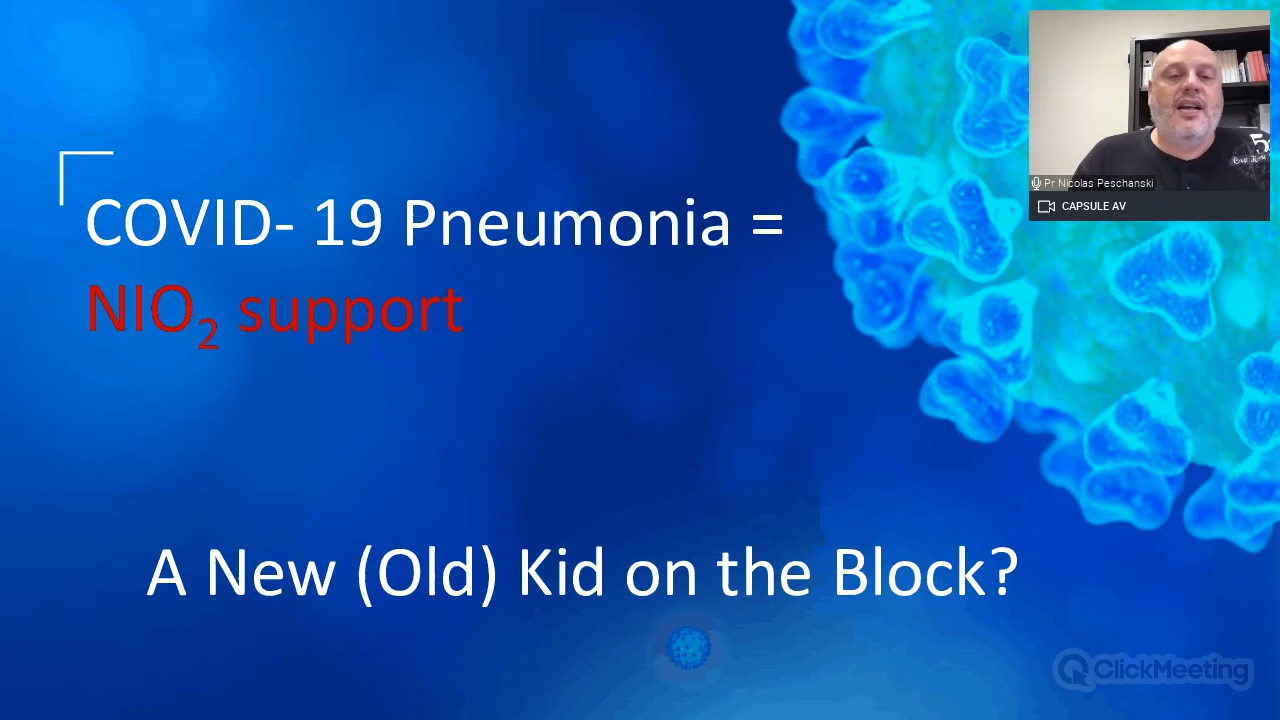 COVID- 19 Pneumonia =
NIO₂ support
A New (Old) Kid on the Block?
Pr Nicolas Peschanski
CAPSULE AV
ClickMeeting